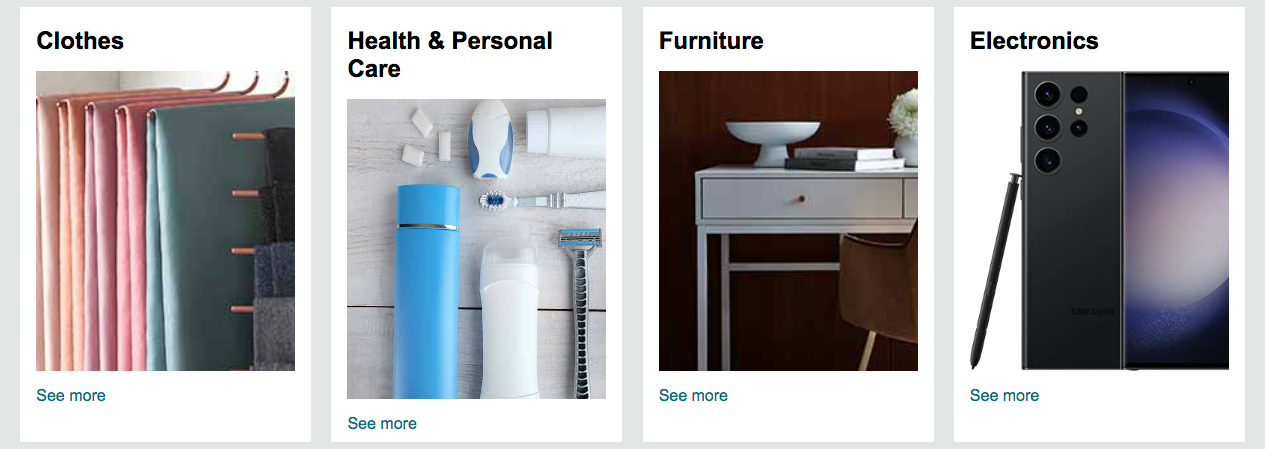 Clothes
Health & Personal
Care
Furniture
Electronics
SAMSUNG
See more
See more
See more
See more